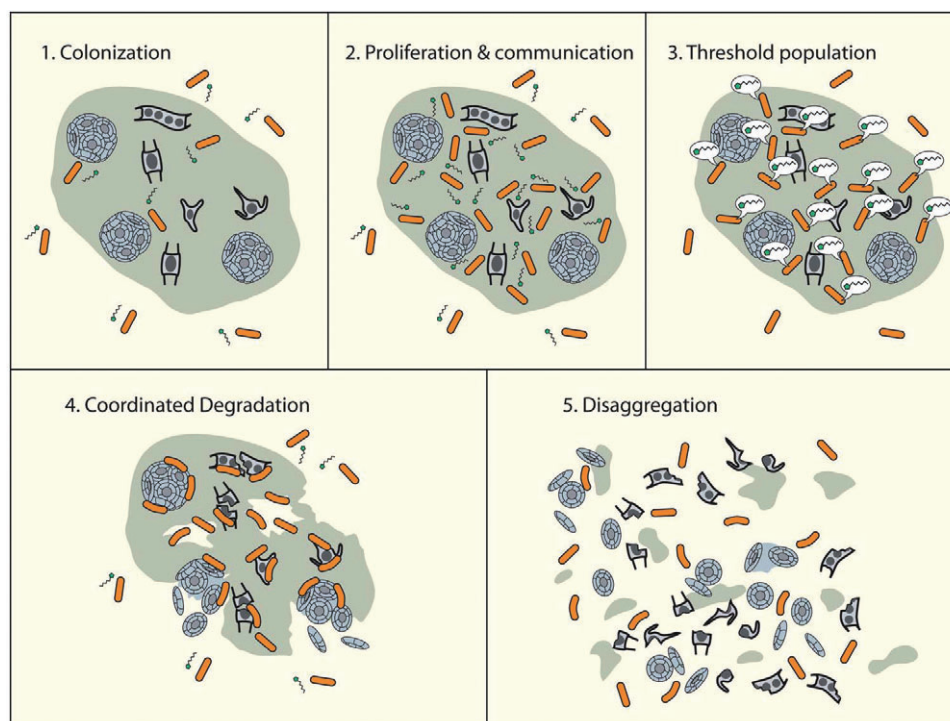 1. Colonization
2. Proliferation & communication
3. Threshold population
4. Coordinated Degradation
5. Disaggregation